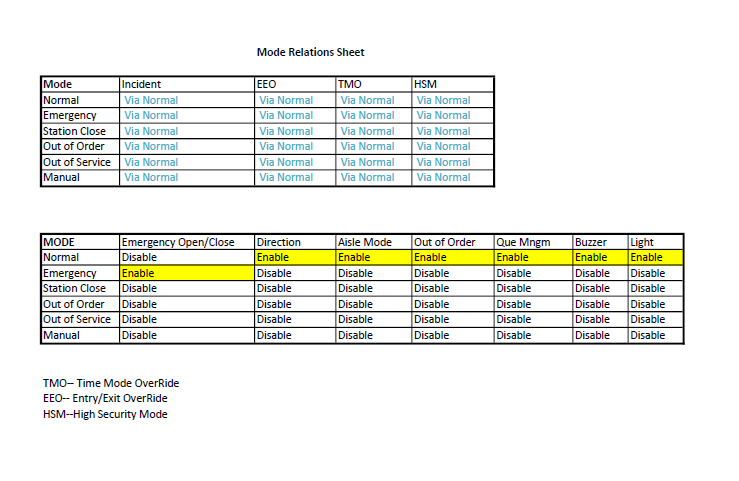 Mode Relations Sheet
Mode Incident EEO TMO HSM
Normal Via Normal Via Normal Via Normal Via Normal
Emergency Via Normal Via Normal Via Normal Via Normal
Station Close Via Normal Via Normal Via Normal Via Normal
Out of Order Via Normal Via Normal Via Normal Via Normal
Out of Service Via Normal Via Normal Via Normal Via Normal
Manual Via Normal Via Normal Via Normal Via Normal
MODE Emergency Open/Close Direction Aisle Mode Out of Order Que Mngm Buzzer Light
Normal Disable Enable Enable Enable Enable Enable Enable
Emergency Enable Disable Disable Disable Disable Disable Disable
Station Close Disable Disable Disable Disable Disable Disable Disable
Out of Order Disable Disable Disable Disable Disable Disable Disable
Out of Service Disable Disable Disable Disable Disable Disable Disable
Manual Disable Disable Disable Disable Disable Disable Disable
TMO-- Time Mode OverRide
EEO-- Entry/Exit OverRide
HSM--High Security Mode